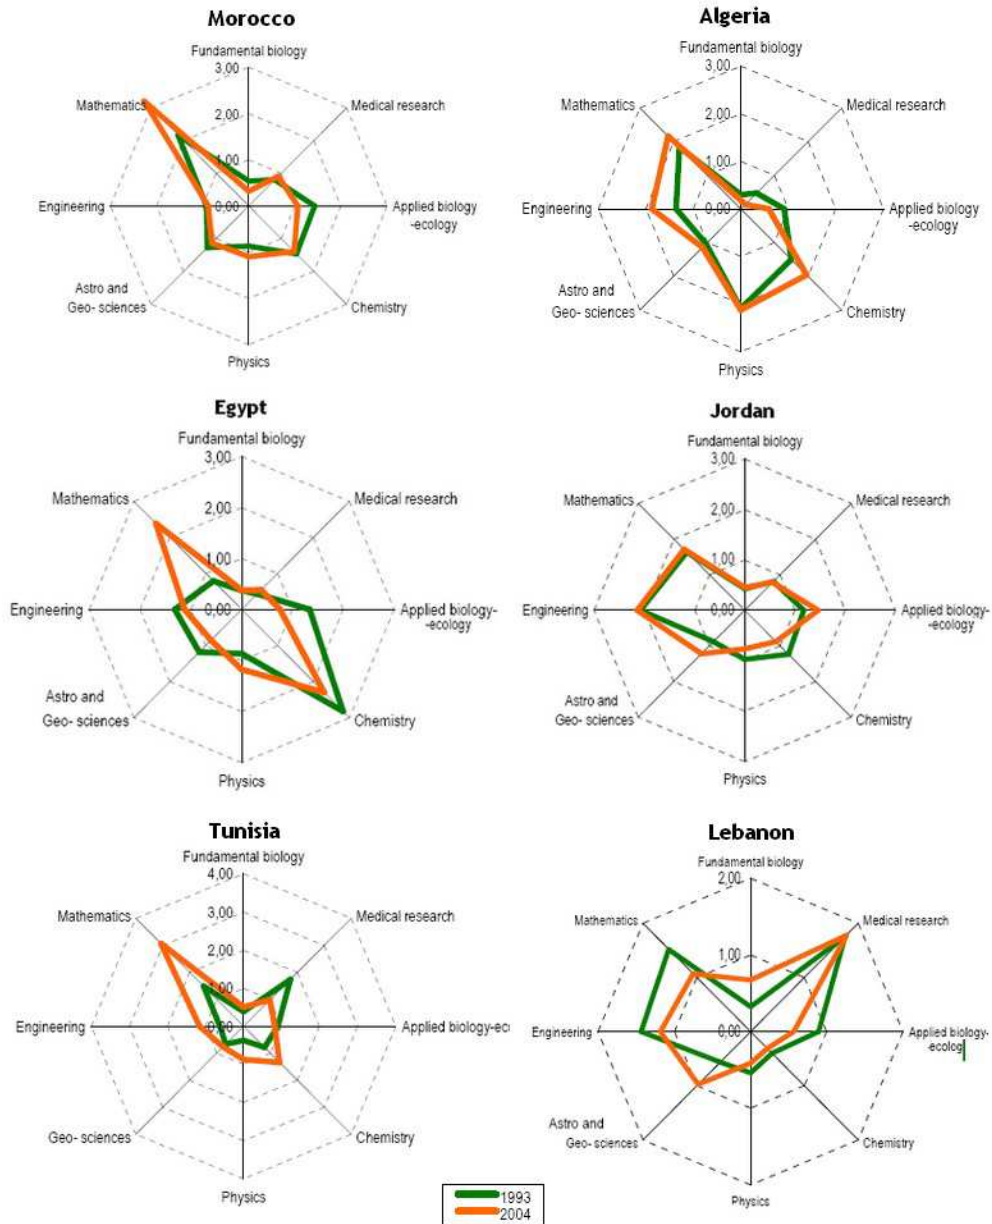 Morocco
Fundamental biology
3,00
Mathematics
Medical research
2,00
1,00
Engineering
0,00
Applied biology
-ecology
Astro and
Geo- sciences
Chemistry
Physics
Algeria
Fundamental biology
3,00
Mathematics
Medical research
2,00
1,00
Engineering
0,00
Applied biology
-ecology
Astro and
Geo- sciences
Chemistry
Physics
Egypt
Fundamental biology
3,00
Mathematics
Medical research
2,00
1,00
Engineering
0,00
Applied biology-
-ecology
Astro and
Geo- sciences
Chemistry
Physics
Jordan
Fundamental biology
3,00
Mathematics
Medical research
2,00
1,00
Engineering
0,00
Applied biology-
-ecology
Astro and
Geo- sciences
Chemistry
Physics
Tunisia
Fundamental biology
4,00
Mathematics
Medical research
3,00
2,00
1,00
Engineering
0,00
Applied biology-ec
Geo- sciences
Chemistry
Physics
Lebanon
Fundamental biology
2,00
Mathematics
Medical research
1,00
Engineering
0,00
Applied biology-
-ecolog
Astro and
Geo- sciences
Chemistry
Physics
1993
2004